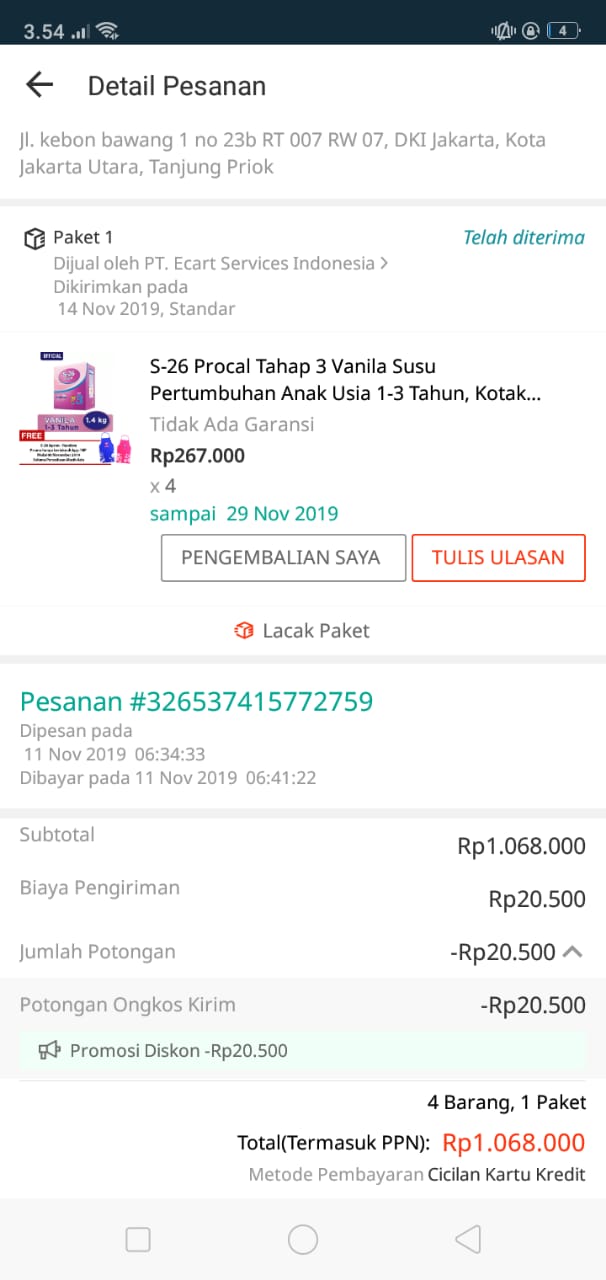 3.54
4
Detail Pesanan
Jl. kebon bawang 1 no 23b RT 007 RW 07, DKI Jakarta, Kota
Jakarta Utara, Tanjung Priok
Paket 1
Telah diterima
Dijual oleh PT. Ecart Services Indonesia >
Dikirimkan pada
14 Nov 2019, Standar
OFFICIAL
S-26
VANILA
1-3 Tahun
1.4 kg
FREE
S-26 Procal Tahap 3 Vanila Susu
Pertumbuhan Anak Usia 1-3 Tahun, Kotak...
Tidak Ada Garansi
Rp267.000
x 4
sampai 29 Nov 2019
PENGEMBALIAN SAYA
TULIS ULASAN
Lacak Paket
Pesanan #326537415772759
Dipesan pada
11 Nov 2019 06:34:33
Dibayar pada 11 Nov 2019 06:41:22
Subtotal
Rp1.068.000
Biaya Pengiriman
Rp20.500
Jumlah Potongan
-Rp20.500
Potongan Ongkos Kirim
-Rp20.500
Promosi Diskon -Rp20.500
4 Barang, 1 Paket
Total(Termasuk PPN): Rp1.068.000
Metode Pembayaran Cicilan Kartu Kredit